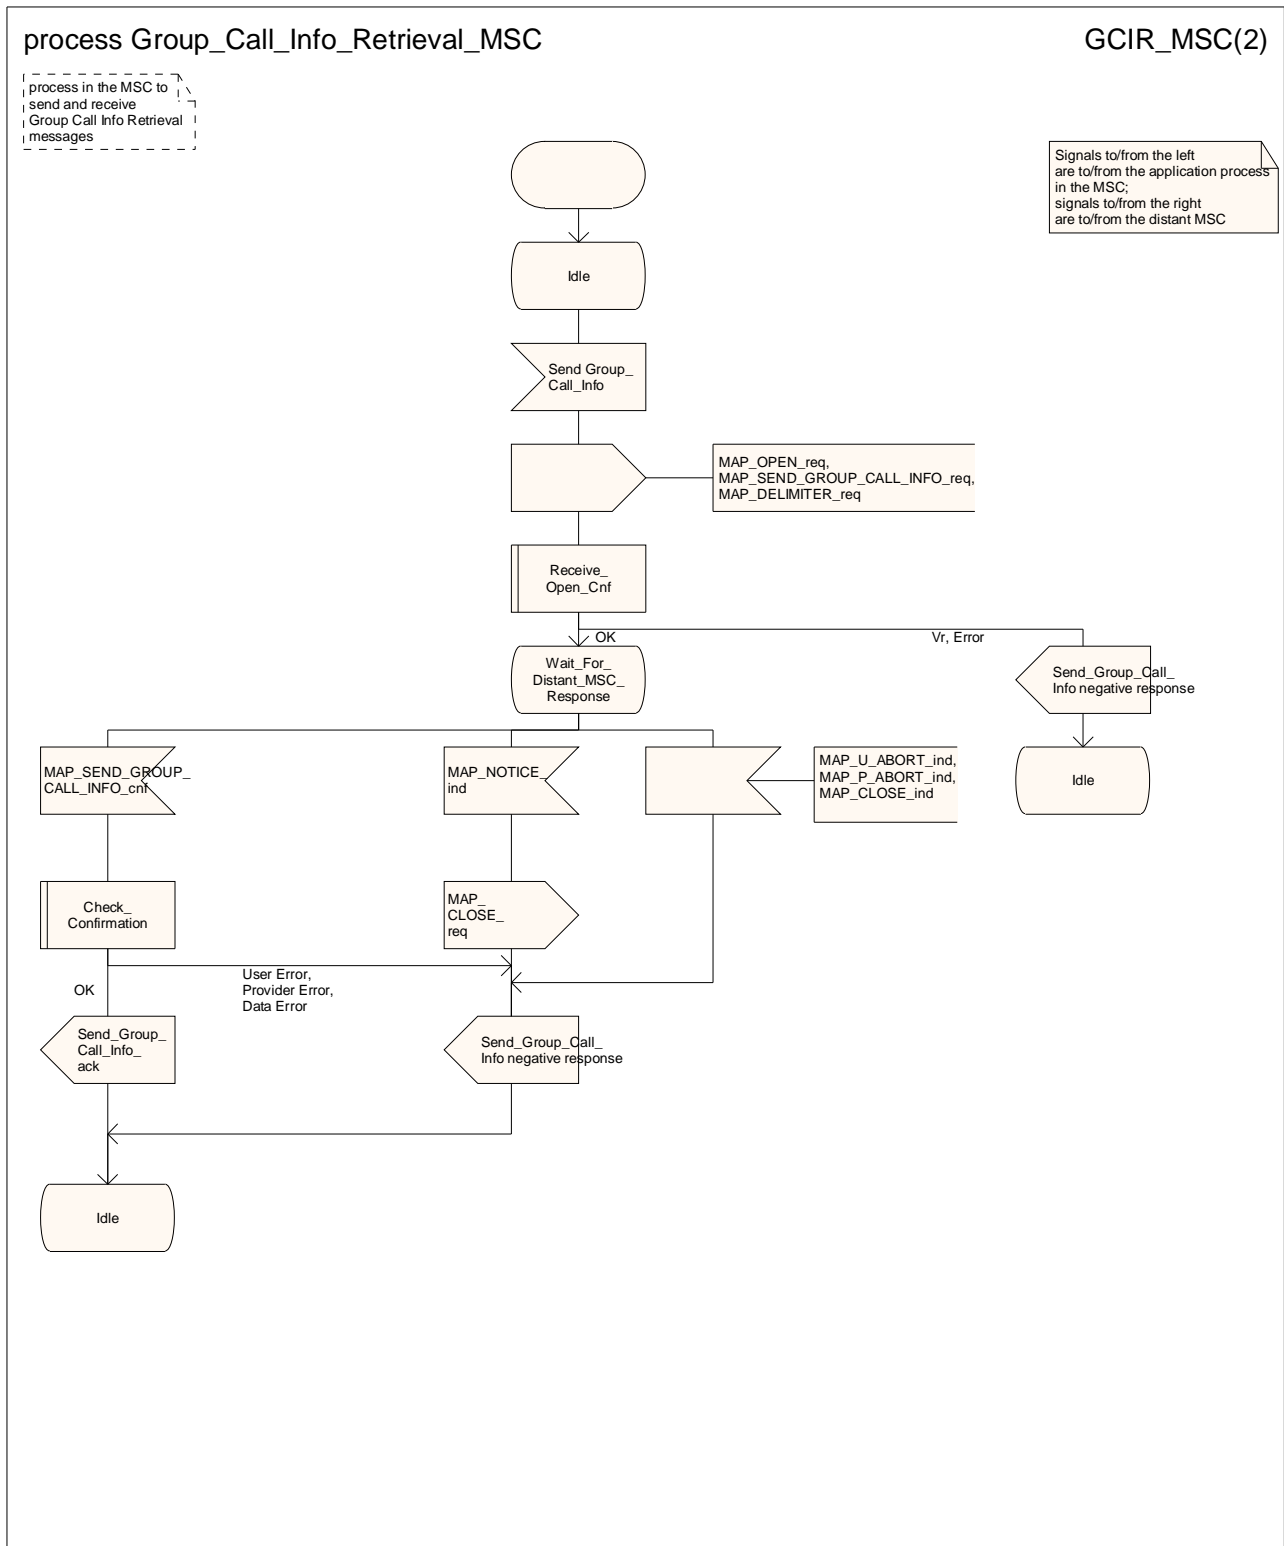 process Group_Call_Info_Retrieval_MSC
GCIR_MSC(2)
process in the MSC to
send and receive
Group Call Info Retrieval
messages
Signals to/from the left
are to/from the application process
in the MSC;
signals to/from the right
are to/from the distant MSC
Idle
Send Group_
Call_Info
MAP_OPEN_req,
MAP_SEND_GROUP_CALL_INFO_req,
MAP_DELIMITER_req
Receive_
Open_Cnf
OK
Vr, Error
Wait_For_
Distant_MSC_
Response
Send_Group_Call_
Info negative response
MAP_SEND_GROUP_
CALL_INFO_cnf
MAP_NOTICE_
ind
MAP_U_ABORT_ind,
MAP_P_ABORT_ind,
MAP_CLOSE_ind
Idle
Check_
Confirmation
MAP_
CLOSE_
req
User Error,
Provider Error,
Data Error
OK
Send_Group_
Call_Info_
ack
Send_Group_Call_
Info negative response
Idle